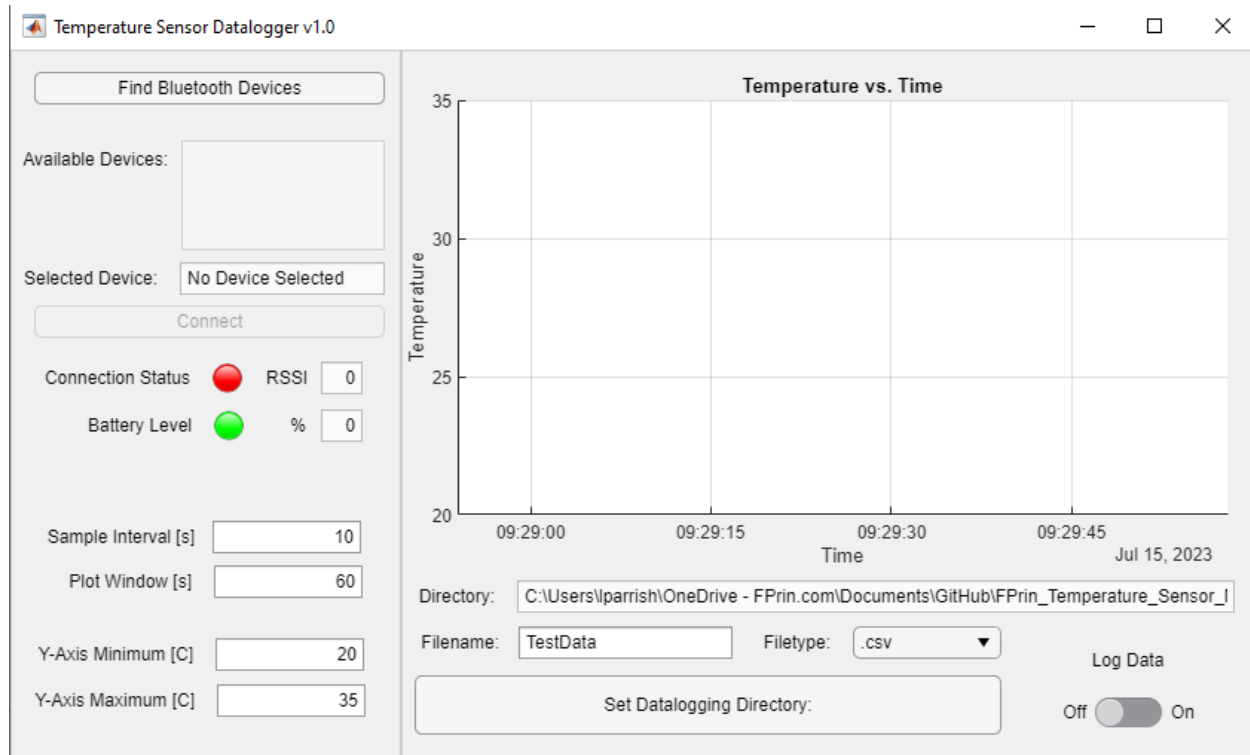 Temperature Sensor Datalogger v1.0
Find Bluetooth Devices
Available Devices:
Selected Device: No Device Selected
Connect
Connection Status RSSI 0
Battery Level % 0
Sample Interval [s] 10
Plot Window [s] 60
Y-Axis Minimum [C] 20
Y-Axis Maximum [C] 35
Temperature vs. Time
35
30
25
20
Temperature
09:29:00 09:29:15 09:29:30 09:29:45
Time
Jul 15, 2023
Directory: C:\Users\lparrish\OneDrive - FPrin.com\Documents\GitHub\FPrin_Temperature_Sensor_
Filename: TestData Filetype: .csv
Log Data
Set Datalogging Directory:
Off On